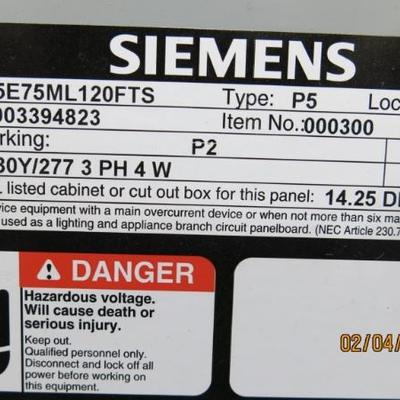 SIEMENS
5E75ML120FTS Type: P5 Loc
003394823 Item No.:000300
rking: P2
80Y/277 3 PH 4 W
. listed cabinet or cut out box for this panel: 14.25 D
vice equipment with a main overcurrent device or when not more than six ma
used as a lighting and appliance branch circuit panelboard. (NEC Article 230.7
DANGER
Hazardous voltage.
Will cause death or
serious injury.
Keep out.
Qualified personnel only.
Disconnect and lock off all
power before working on
this equipment.
02/04/